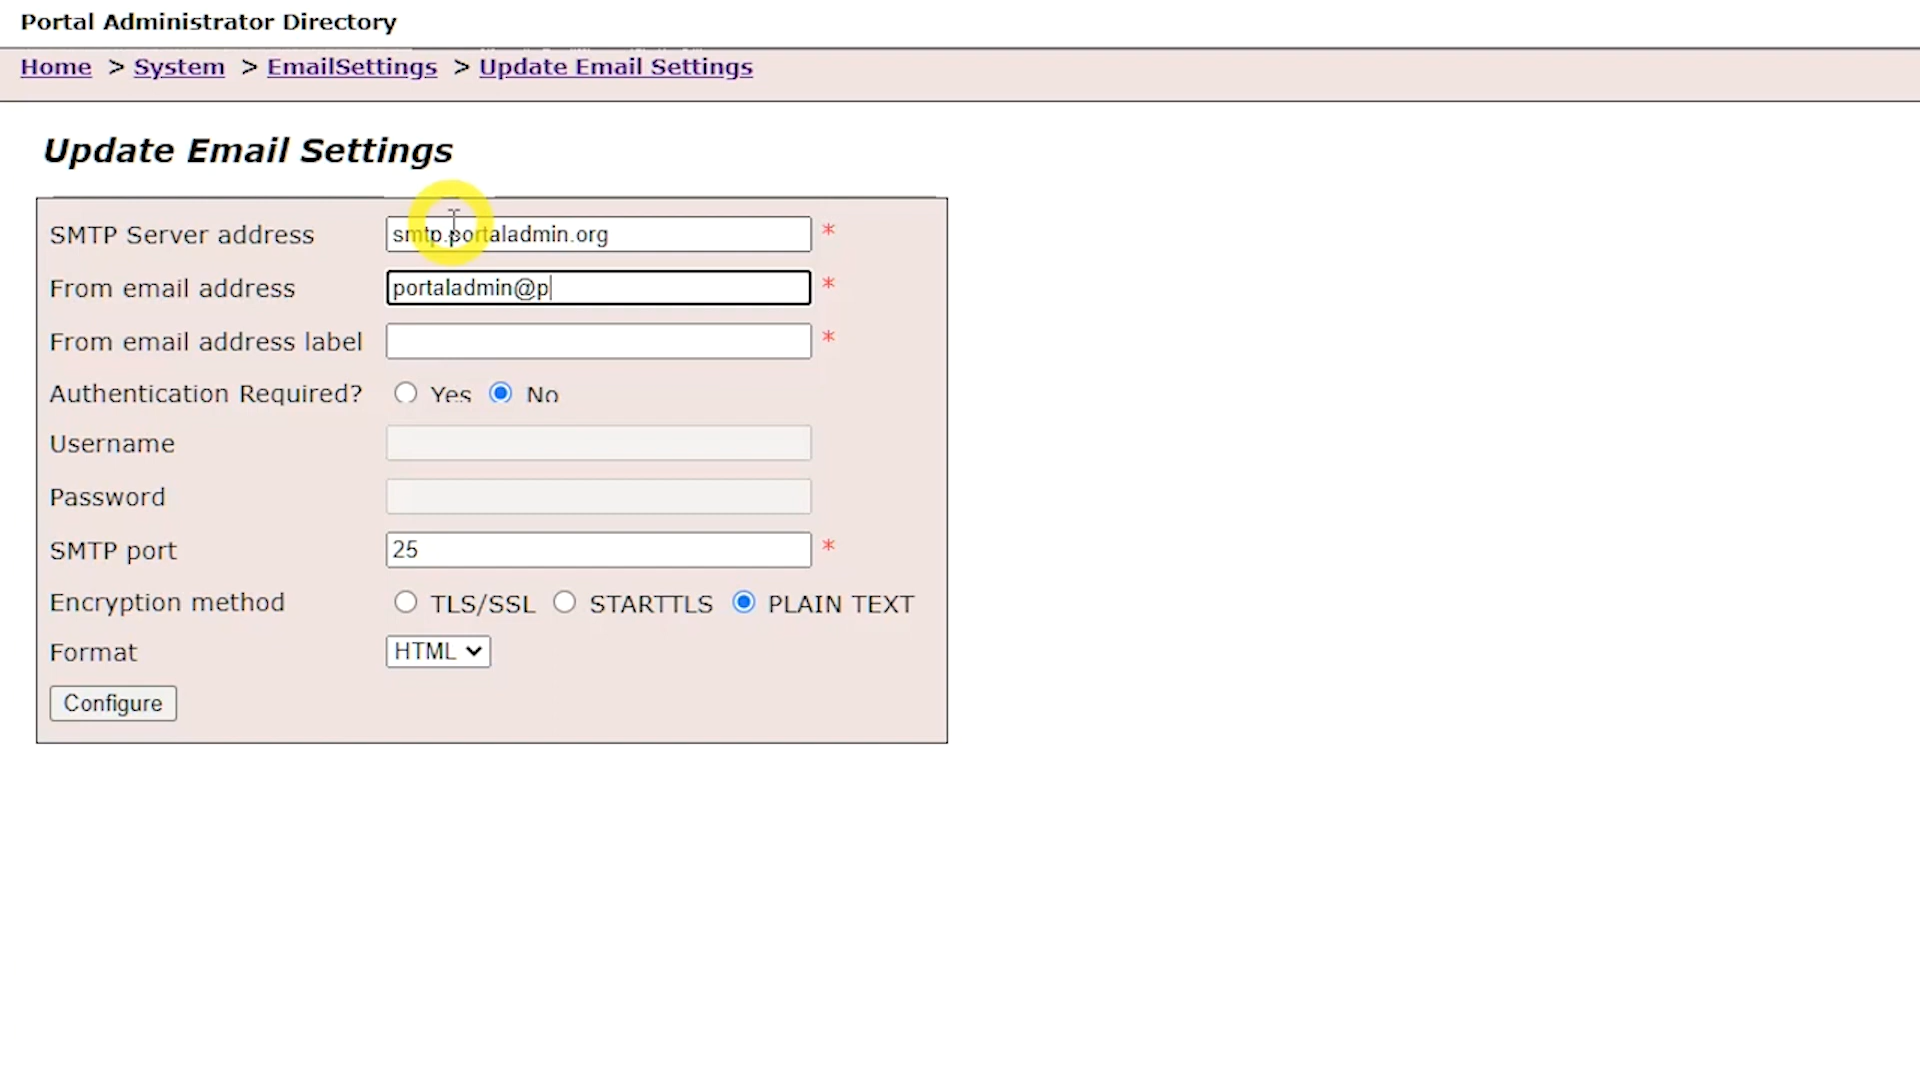 Portal Administrator Directory
Home > System > EmailSettings > Update Email Settings
Update Email Settings
SMTP Server address smtp.portaladmin.org *
From email address portaladmin@p *
From email address label *
Authentication Required? Yes No
Username
Password
SMTP port 25 *
Encryption method TLS/SSL STARTTLS PLAIN TEXT
Format HTML
Configure